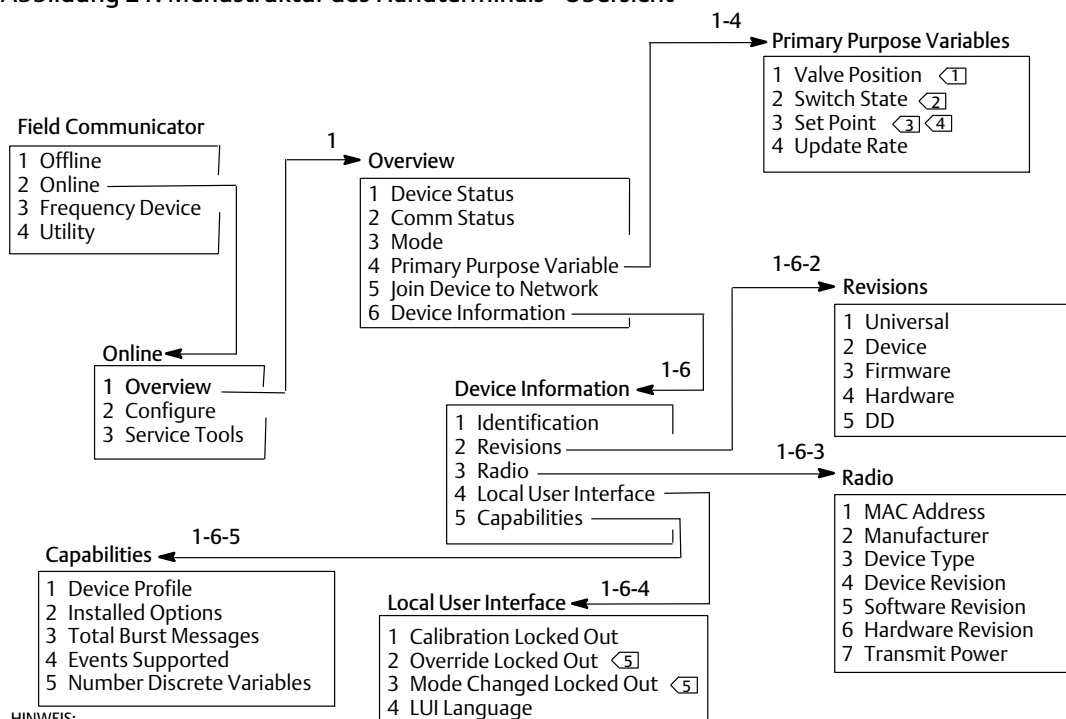 1-4
Primary Purpose Variables
1 Valve Position 1
2 Switch State 2
3 Set Point 3 4
4 Update Rate
Field Communicator
1 Offline
2 Online
3 Frequency Device
4 Utility
1
Overview
1 Device Status
2 Comm Status
3 Mode
4 Primary Purpose Variable
5 Join Device to Network
6 Device Information
1-6-2
Revisions
1 Universal
2 Device
3 Firmware
4 Hardware
5 DD
Online
1 Overview
2 Configure
3 Service Tools
1-6
Device Information
1 Identification
2 Revisions
3 Radio
4 Local User Interface
5 Capabilities
1-6-3
Radio
1 MAC Address
2 Manufacturer
3 Device Type
4 Device Revision
5 Software Revision
6 Hardware Revision
7 Transmit Power
1-6-5
Capabilities
1 Device Profile
2 Installed Options
3 Total Burst Messages
4 Events Supported
5 Number Discrete Variables
1-6-4
Local User Interface
1 Calibration Locked Out
2 Override Locked Out 5
3 Mode Changed Locked Out 5
4 LUI Language
HINWEIS: